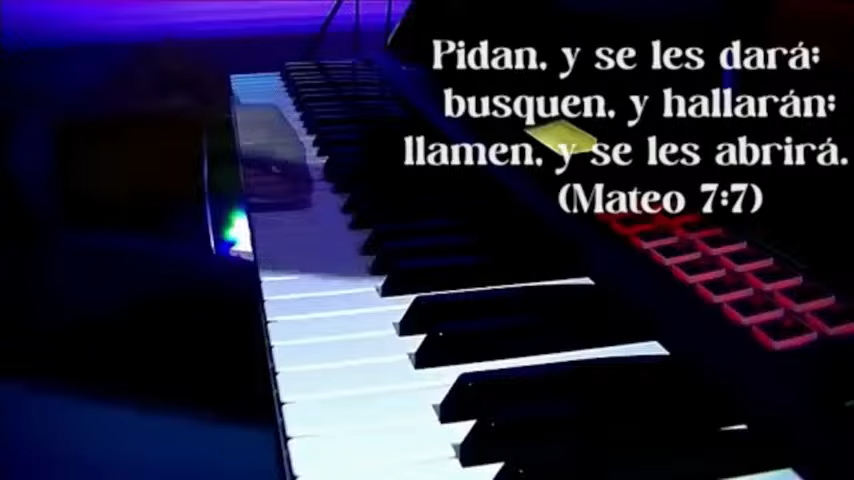 Pidan, y se les dará;
busquen, y hallarán;
llamen, y se les abrirá.
(Mateo 7:7)